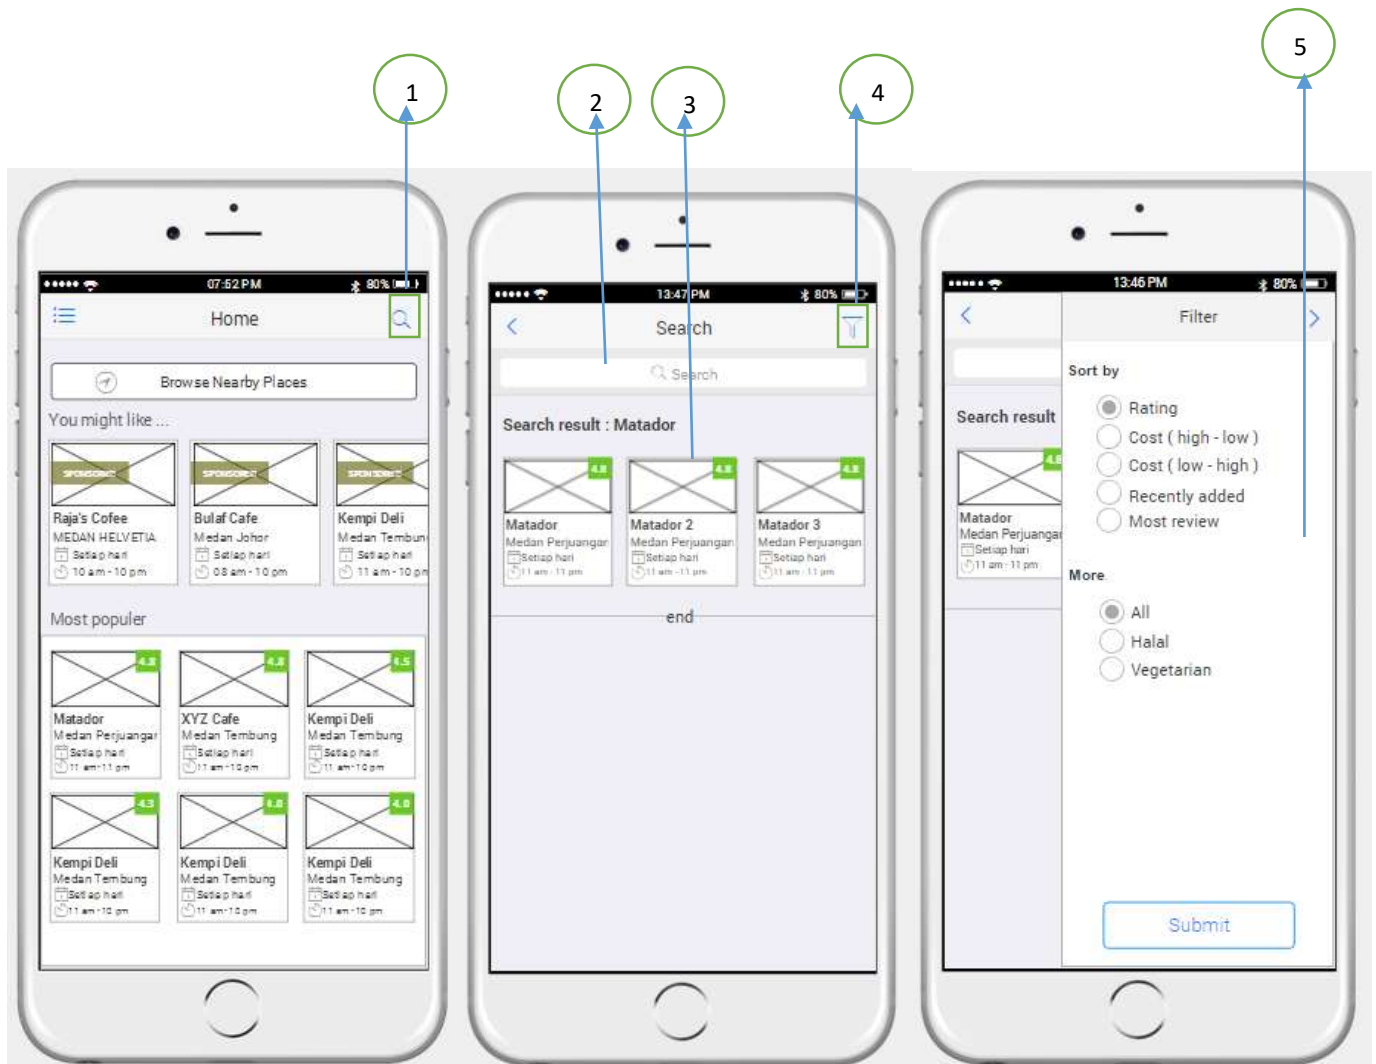 1
2
3
4
5
07:52 PM
80%
Home
Browse Nearby Places
You might like ...
SPONSORED
SPONSORED
SPONSORED
Raja's Cofee
MEDAN HELVETIA
Setiap hari
10 am - 10 pm
Bulaf Cafe
Medan Johor
Setiap hari
08 am - 10 pm
Kempi Deli
Medan Tembun
Setiap hari
11 am - 10 pm
Most populer
4.8
Matador
Medan Perjuangan
Setiap hari
11 am-11 pm
4.8
XYZ Cafe
Medan Tembung
Setiap hari
11 am-10 pm
4.5
Kempi Deli
Medan Tembung
Setiap hari
11 am-10 pm
4.3
Kempi Deli
Medan Tembung
Setiap hari
11 am-10 pm
4.0
Kempi Deli
Medan Tembung
Setiap hari
11 am-10 pm
4.0
Kempi Deli
Medan Tembung
Setiap hari
11 am-10 pm
13:47 PM
80%
Search
Search
Search result : Matador
4.8
Matador
Medan Perjuangan
Setiap hari
11 am - 11 pm
4.8
Matador 2
Medan Perjuangan
Setiap hari
11 am - 11 pm
4.8
Matador 3
Medan Perjuangan
Setiap hari
11 am - 11 pm
end
13:46 PM
80%
Search result
4.8
Matador
Medan Perjuangan
Setiap hari
11 am - 11 pm
Filter
Sort by
Rating
Cost ( high - low )
Cost ( low - high )
Recently added
Most review
More
All
Halal
Vegetarian
Submit